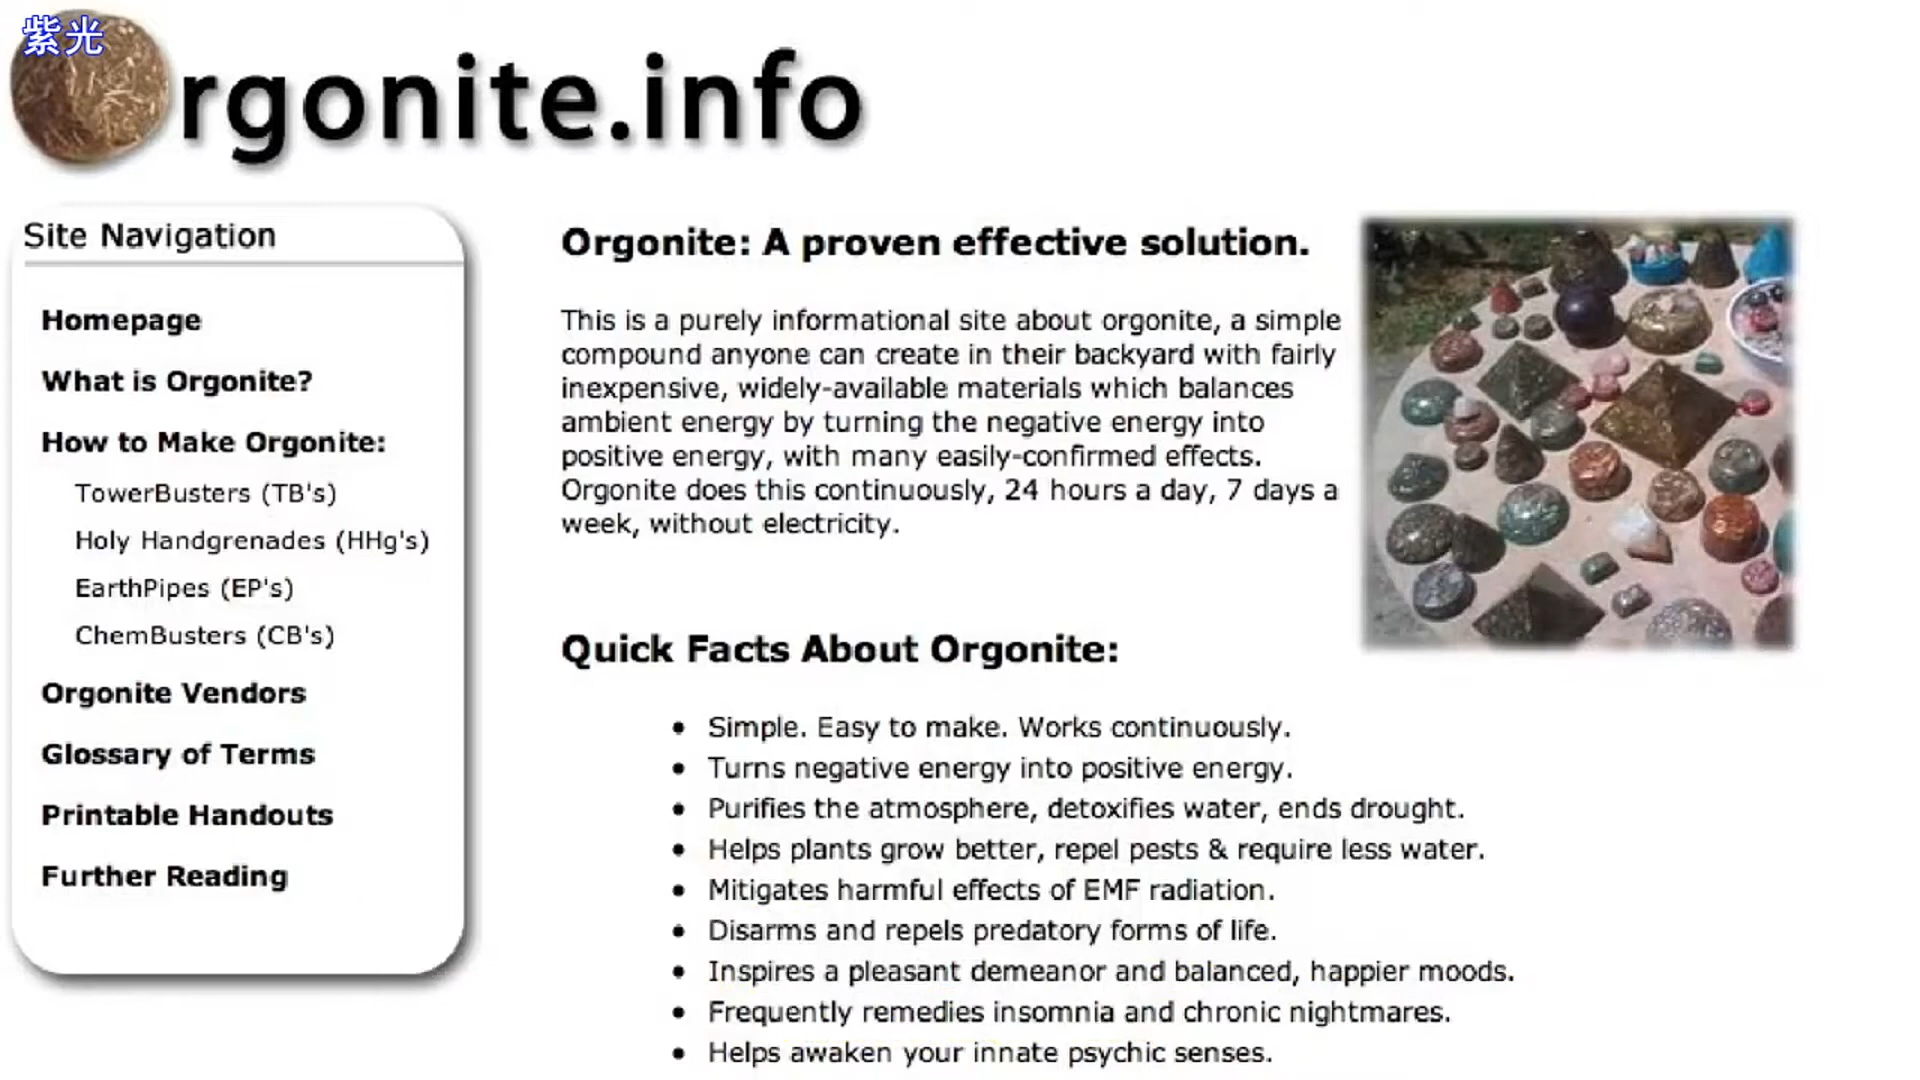 紫光
rgonite.info
Site Navigation
Homepage
What is Orgonite?
How to Make Orgonite:
TowerBusters (TB's)
Holy Handgrenades (HHg's)
EarthPipes (EP's)
ChemBusters (CB's)
Orgonite Vendors
Glossary of Terms
Printable Handouts
Further Reading
Orgonite: A proven effective solution.
This is a purely informational site about orgonite, a simple
compound anyone can create in their backyard with fairly
inexpensive, widely-available materials which balances
ambient energy by turning the negative energy into
positive energy, with many easily-confirmed effects.
Orgonite does this continuously, 24 hours a day, 7 days a
week, without electricity.
Quick Facts About Orgonite:
• Simple. Easy to make. Works continuously.
• Turns negative energy into positive energy.
• Purifies the atmosphere, detoxifies water, ends drought.
• Helps plants grow better, repel pests & require less water.
• Mitigates harmful effects of EMF radiation.
• Disarms and repels predatory forms of life.
• Inspires a pleasant demeanor and balanced, happier moods.
• Frequently remedies insomnia and chronic nightmares.
• Helps awaken your innate psychic senses.